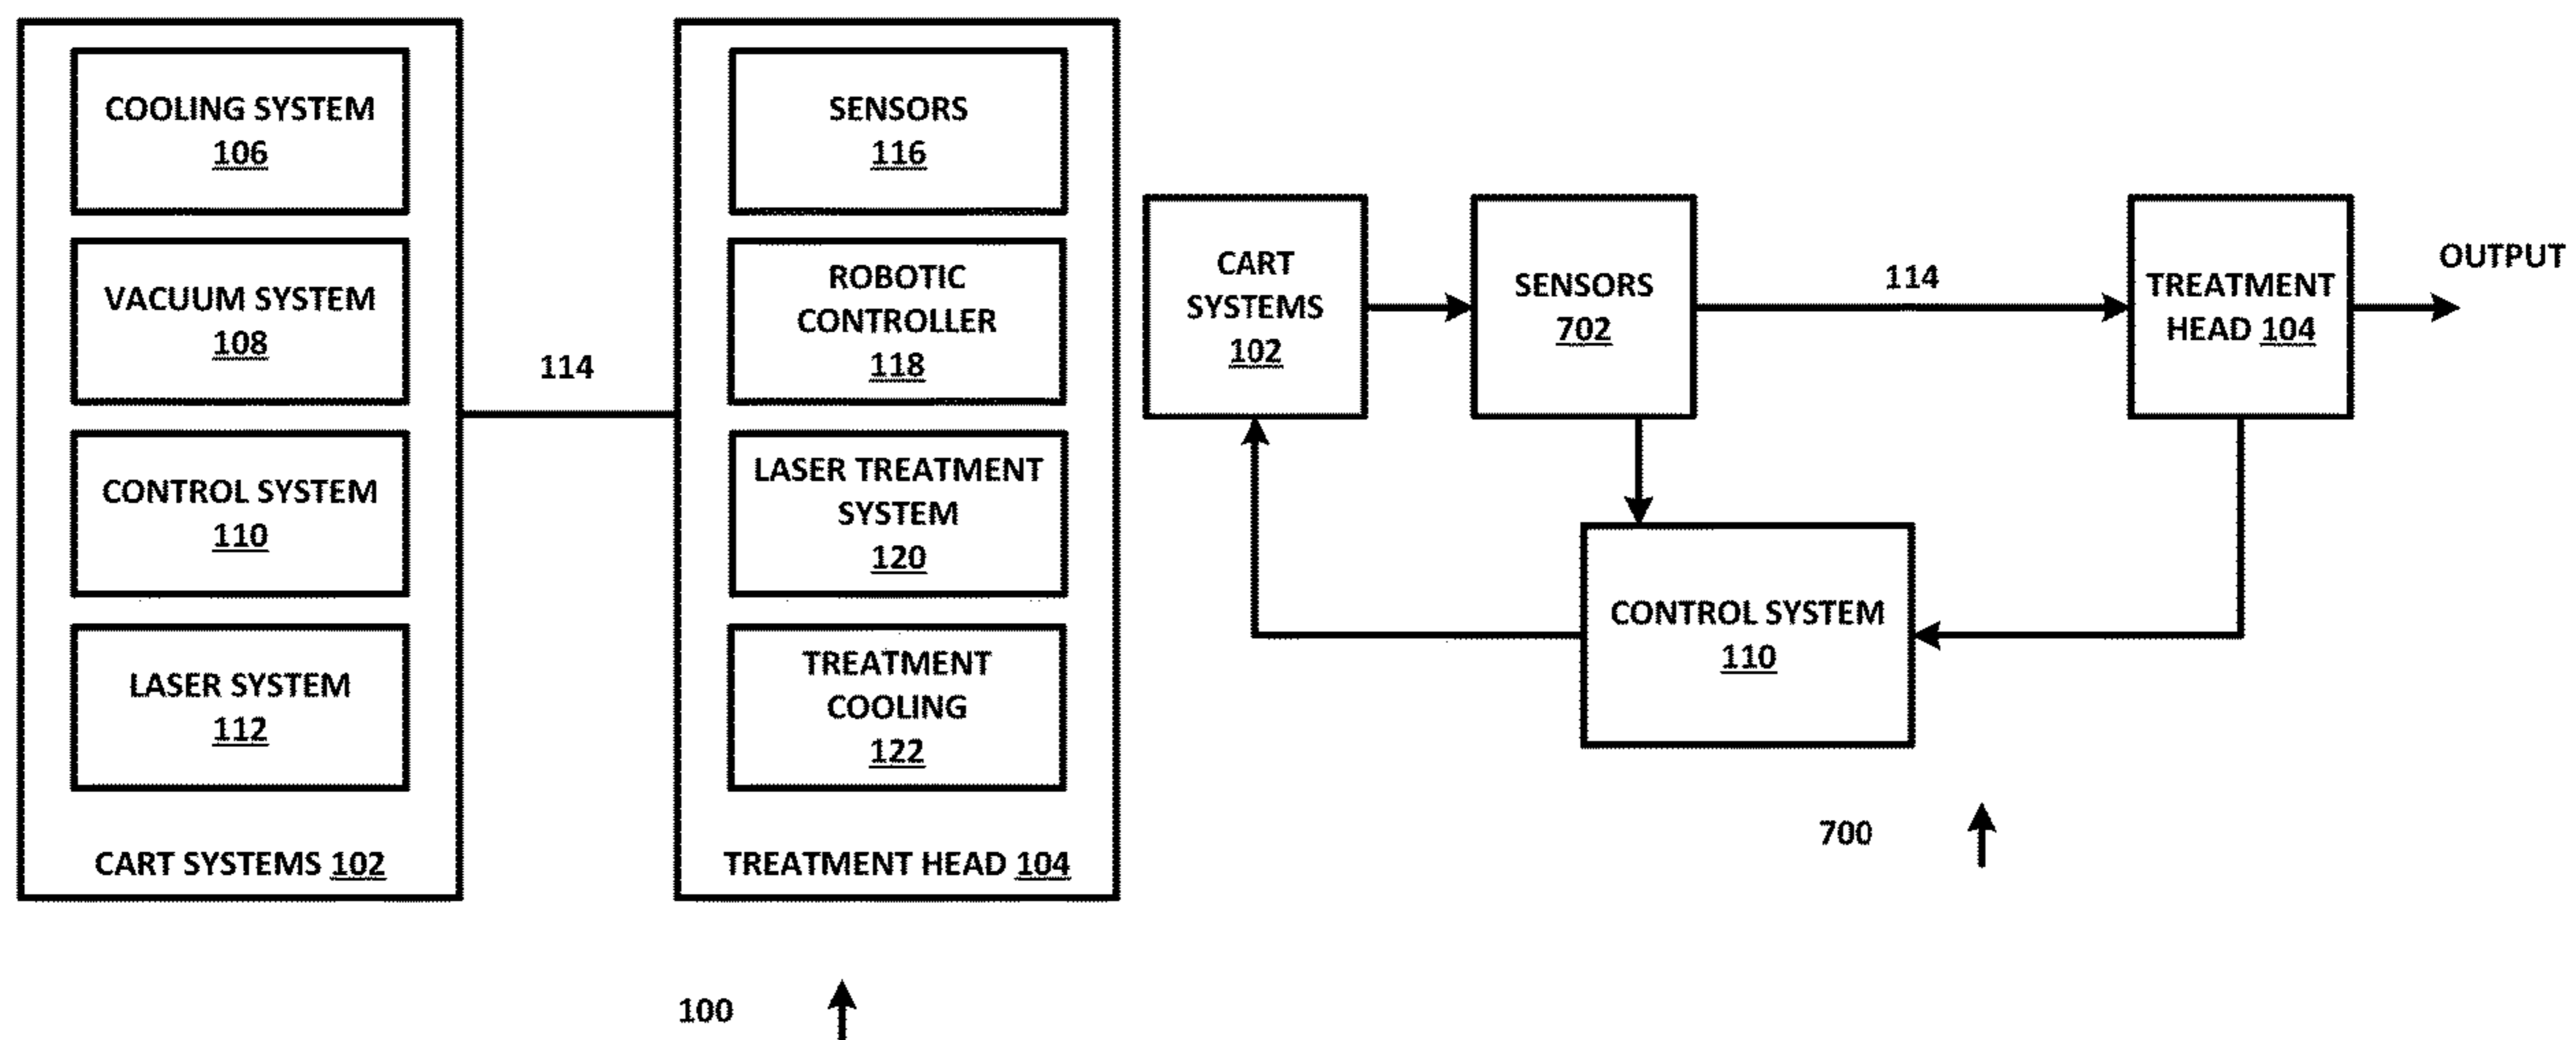 COOLING SYSTEM
106
VACUUM SYSTEM
108
CONTROL SYSTEM
110
LASER SYSTEM
112
CART SYSTEMS 102
114
SENSORS
116
ROBOTIC
CONTROLLER
118
LASER TREATMENT
SYSTEM
120
TREATMENT
COOLING
122
TREATMENT HEAD 104
100
CART
SYSTEMS
102
SENSORS
702
114
TREATMENT
HEAD 104
OUTPUT
CONTROL SYSTEM
110
700